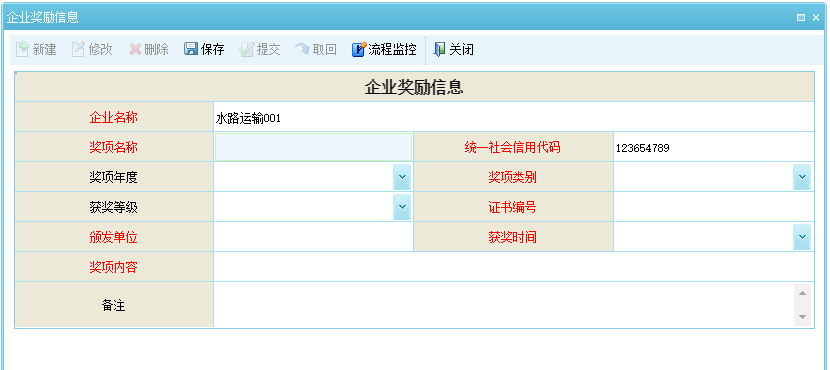 企业奖励信息
新建 修改 删除 保存 提交 取回 流程监控 关闭
企业奖励信息
企业名称 水路运输001
奖项名称 统一社会信用代码 123654789
奖项年度 奖项类别
获奖等级 证书编号
颁发单位 获奖时间
奖项内容
备注